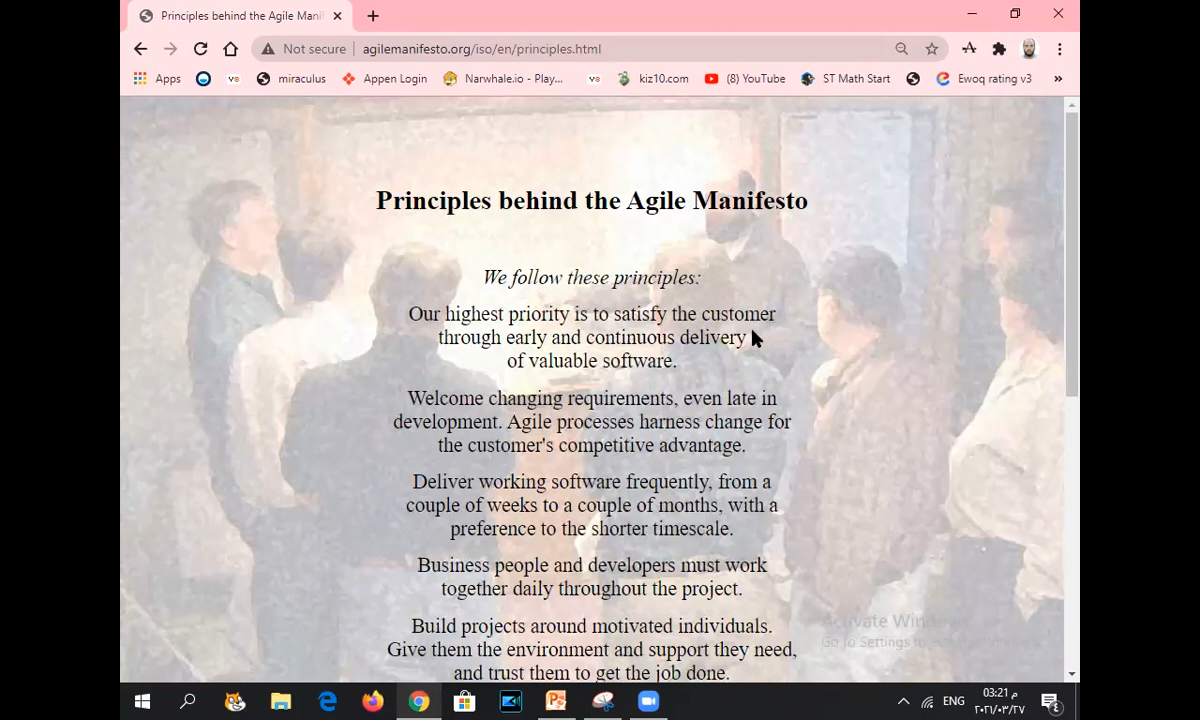 Principles behind the Agile Manif
Not secure
agilemanifesto.org/iso/en/principles.html
Apps
vs
miraculus
Appen Login
Narwhale.io - Play...
vs
kiz10.com
(8) YouTube
ST Math Start
Ewoq rating v3
»
Principles behind the Agile Manifesto
We follow these principles:
Our highest priority is to satisfy the customer
through early and continuous delivery
of valuable software.
Welcome changing requirements, even late in
development. Agile processes harness change for
the customer's competitive advantage.
Deliver working software frequently, from a
couple of weeks to a couple of months, with a
preference to the shorter timescale.
Business people and developers must work
together daily throughout the project.
Build projects around motivated individuals.
Give them the environment and support they need,
and trust them to get the job done.
Activate
Go to Settings
ENG
03:21 م
٢٠٢١/٠٣/٢٧